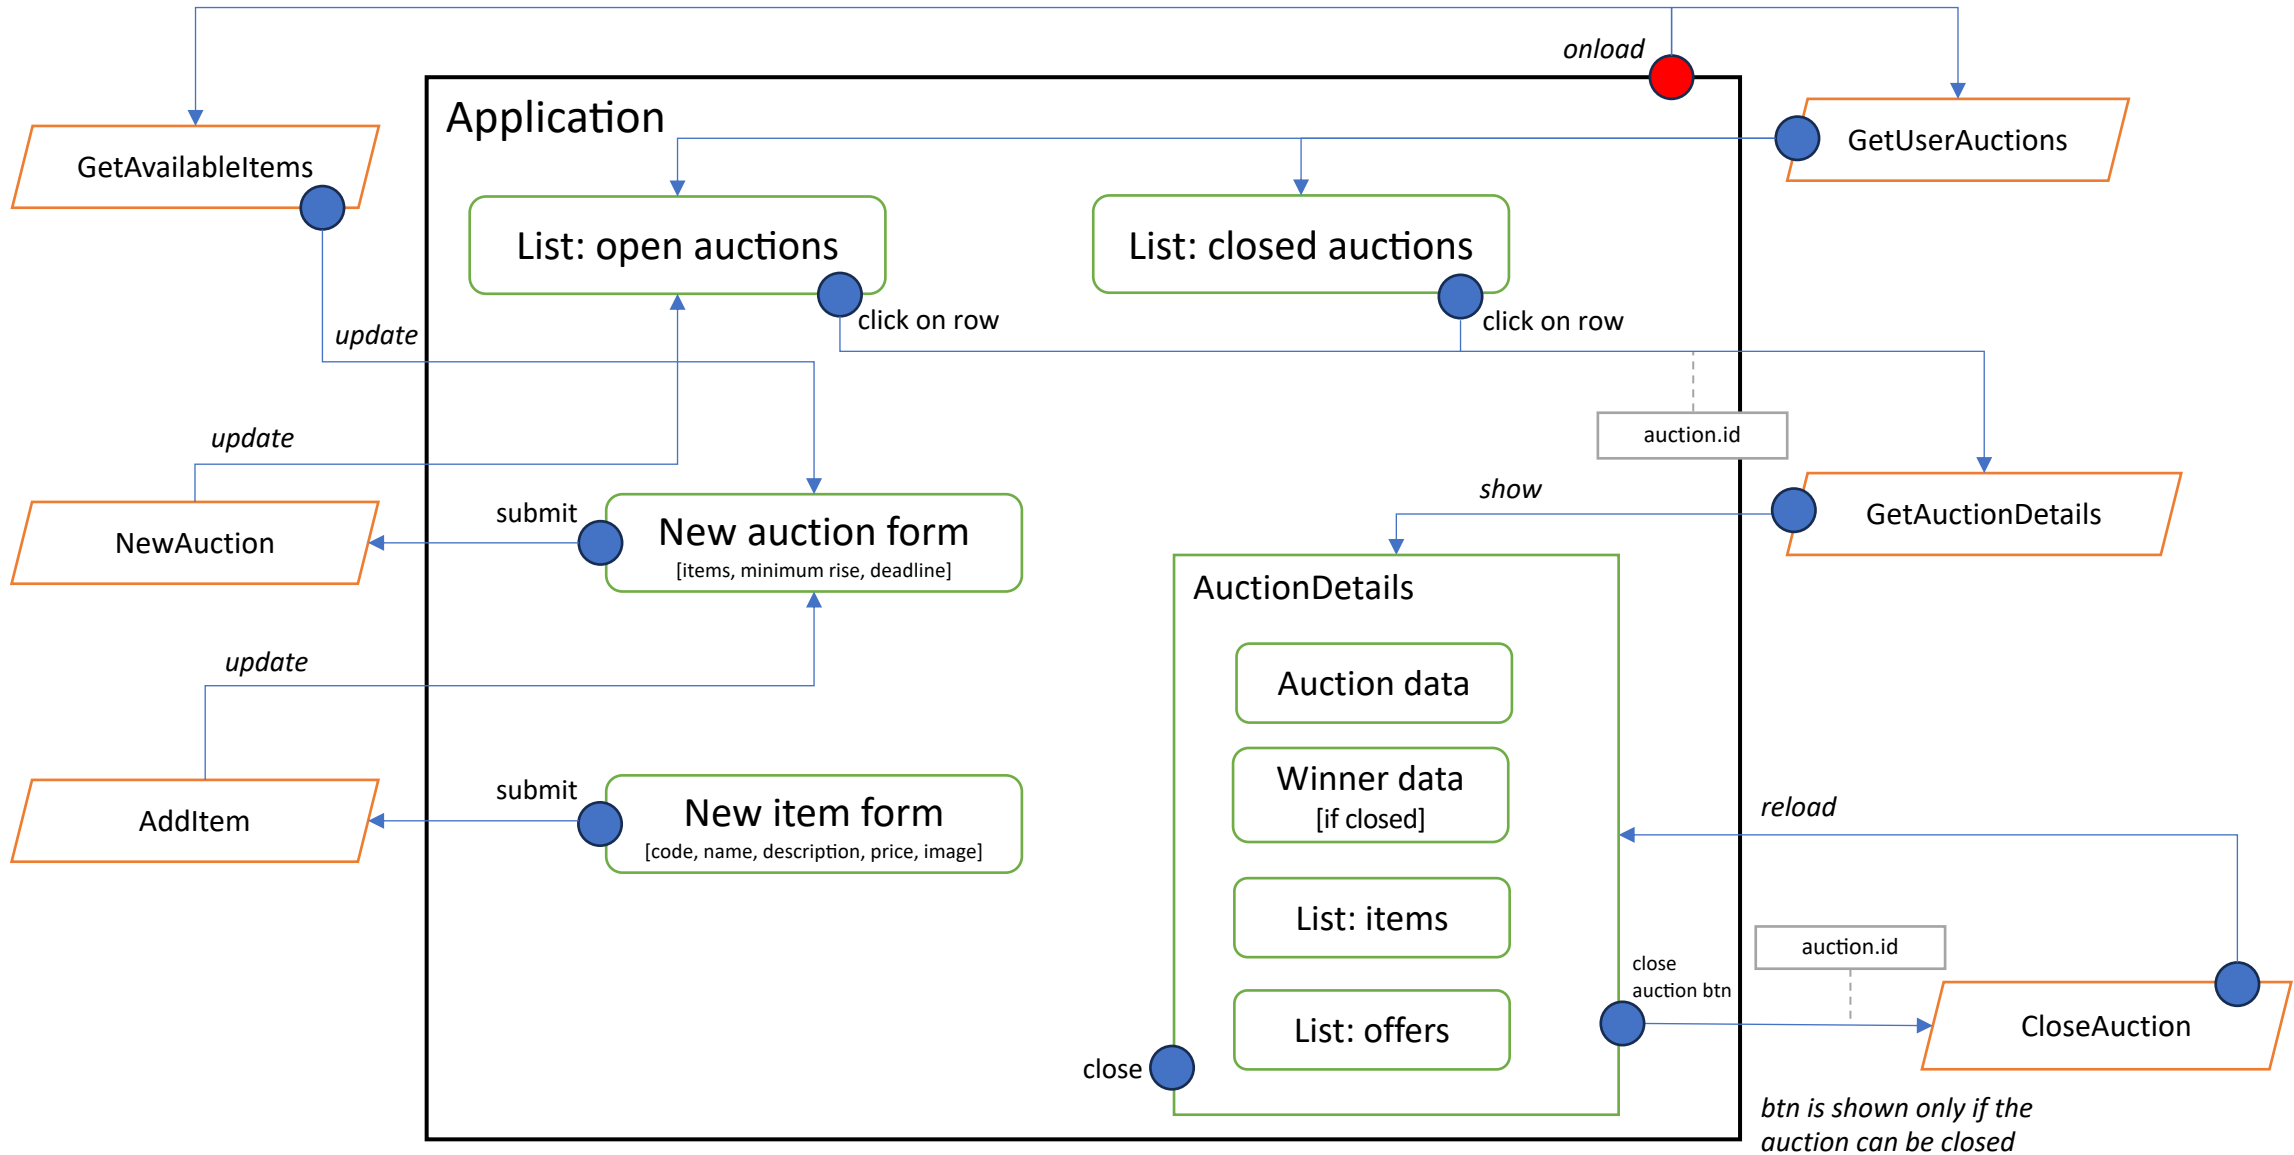 onload
Application
GetAvailableItems
GetUserAuctions
List: open auctions
List: closed auctions
click on row
click on row
update
auction.id
update
show
submit
New auction form
[items, minimum rise, deadline]
NewAuction
GetAuctionDetails
AuctionDetails
update
Auction data
Winner data
[if closed]
submit
New item form
[code, name, description, price, image]
AddItem
reload
List: items
auction.id
close
auction btn
List: offers
CloseAuction
close
btn is shown only if the
auction can be closed